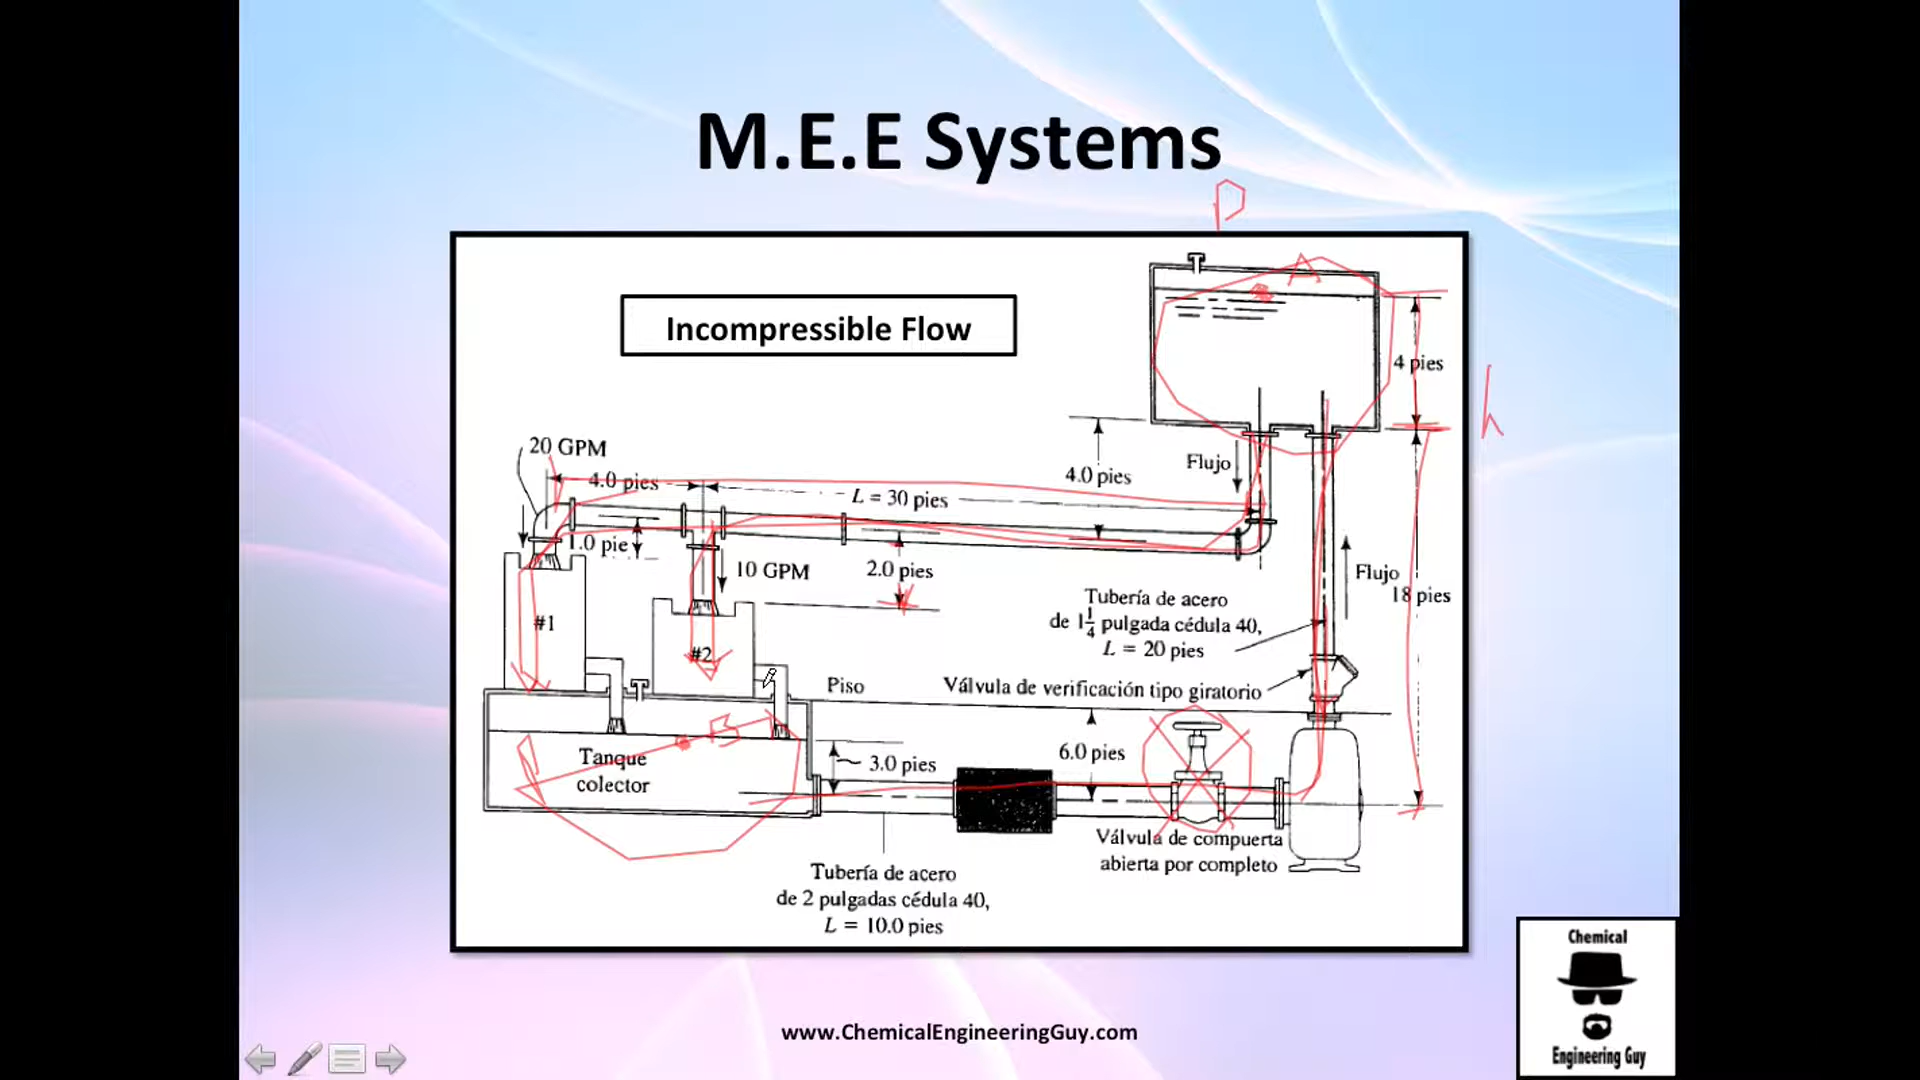 M.E.E Systems
P
A
Incompressible Flow
4 pies
h
20 GPM
4.0 pies
L = 30 pies
4.0 pies
Flujo
1.0 pie
10 GPM
2.0 pies
Flujo
18 pies
Tubería de acero
de 1 1/4 pulgada cédula 40,
L = 20 pies
#1
#2
Piso
Válvula de verificación tipo giratorio
B
Tanque
colector
3.0 pies
6.0 pies
Válvula de compuerta
abierta por completo
Tubería de acero
de 2 pulgadas cédula 40,
L = 10.0 pies
Chemical
Engineering Guy
www.ChemicalEngineeringGuy.com